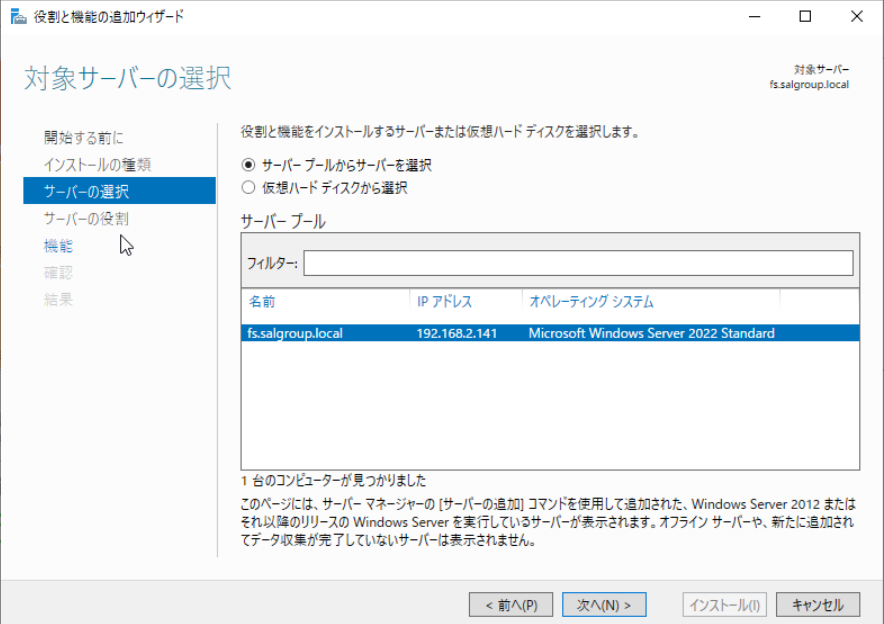 役割と機能の追加ウィザード
対象サーバーの選択
対象サーバー
fs.salgroup.local
開始する前に
インストールの種類
サーバーの選択
サーバーの役割
機能
確認
結果
役割と機能をインストールするサーバーまたは仮想ハード ディスクを選択します。
サーバー プールからサーバーを選択
仮想ハード ディスクから選択
サーバー プール
フィルター:
名前 IP アドレス オペレーティング システム
fs.salgroup.local 192.168.2.141 Microsoft Windows Server 2022 Standard
1 台のコンピューターが見つかりました
このページには、サーバー マネージャーの [サーバーの追加] コマンドを使用して追加された、Windows Server 2012 または
それ以降のリリースの Windows Server を実行しているサーバーが表示されます。オフライン サーバーや、新たに追加され
てデータ収集が完了していないサーバーは表示されません。
< 前へ(P) 次へ(N) > インストール(I) キャンセル